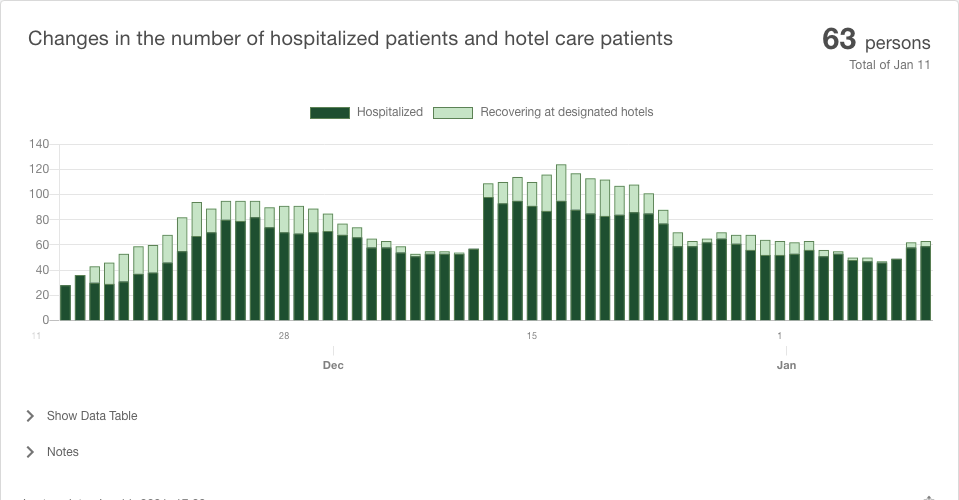 Changes in the number of hospitalized patients and hotel care patients
63 persons
Total of Jan 11
Hospitalized Recovering at designated hotels
140
120
100
80
60
40
20
0
11 28 15 1
Dec Jan
Show Data Table
Notes